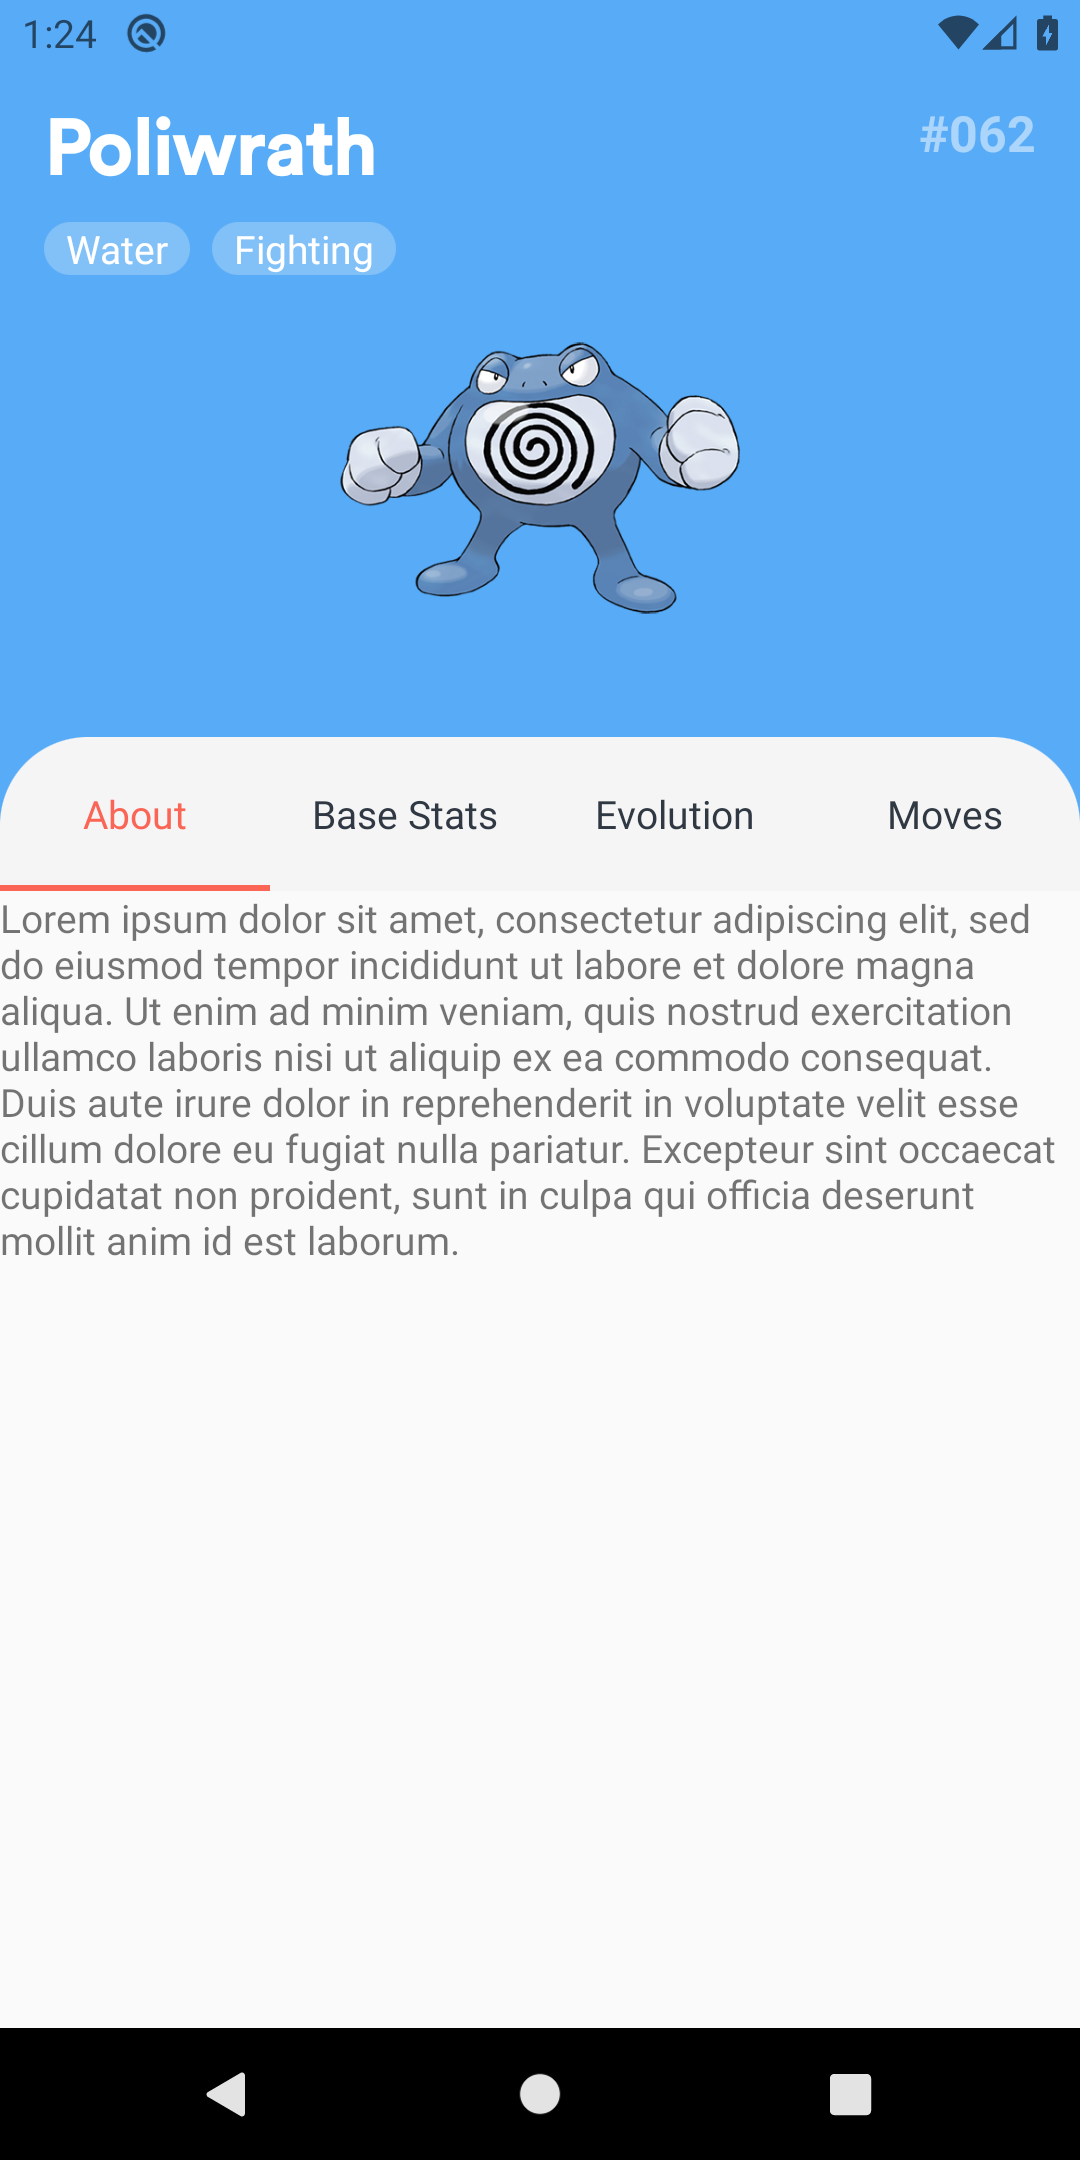 1:24
Poliwrath
#062
Water Fighting
About Base Stats Evolution Moves
Lorem ipsum dolor sit amet, consectetur adipiscing elit, sed
do eiusmod tempor incididunt ut labore et dolore magna
aliqua. Ut enim ad minim veniam, quis nostrud exercitation
ullamco laboris nisi ut aliquip ex ea commodo consequat.
Duis aute irure dolor in reprehenderit in voluptate velit esse
cillum dolore eu fugiat nulla pariatur. Excepteur sint occaecat
cupidatat non proident, sunt in culpa qui officia deserunt
mollit anim id est laborum.